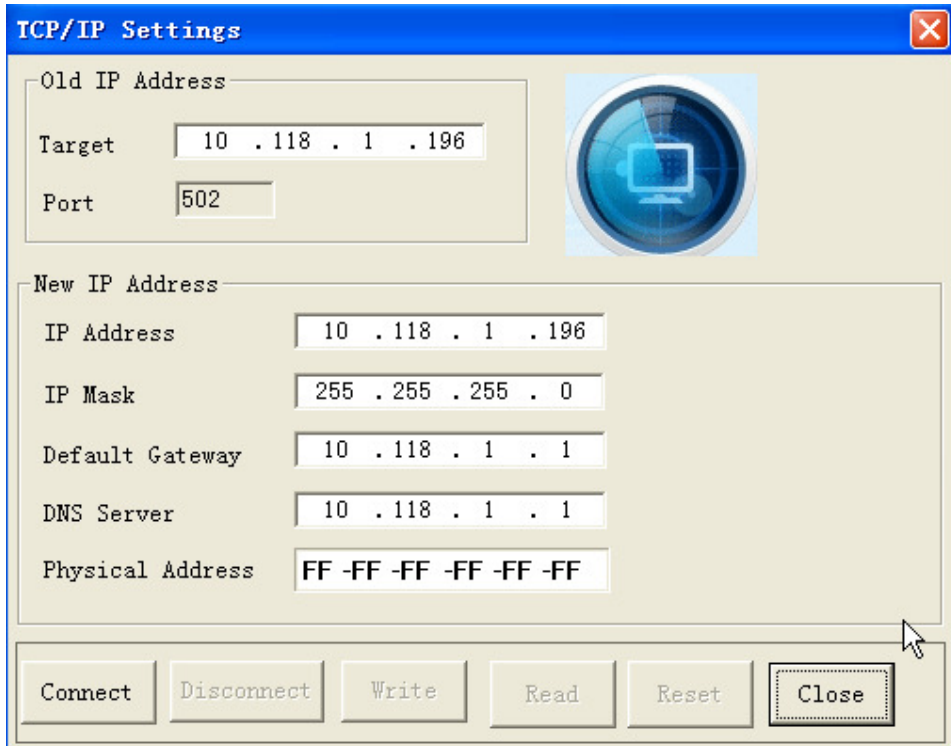 TCP/IP Settings
Old IP Address
Target 10 .118 . 1 .196
Port 502
New IP Address
IP Address 10 .118 . 1 .196
IP Mask 255 .255 .255 . 0
Default Gateway 10 .118 . 1 . 1
DNS Server 10 .118 . 1 . 1
Physical Address FF -FF -FF -FF -FF -FF
Connect Disconnect Write Read Reset Close